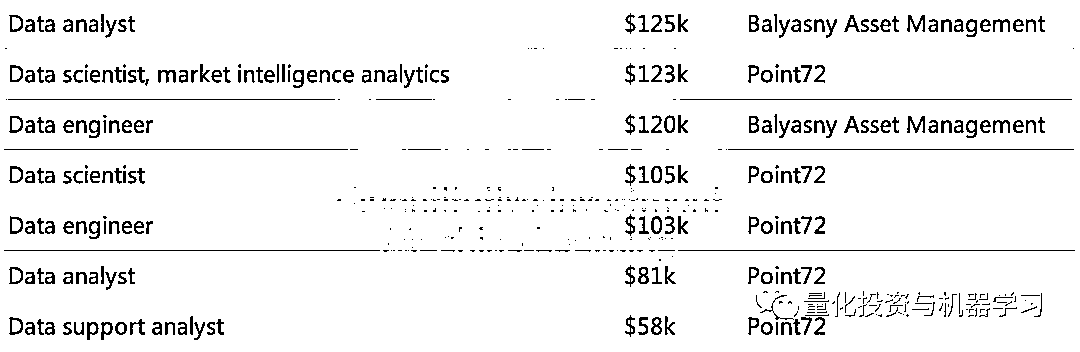 Data analyst $125k Balyasny Asset Management
Data scientist, market intelligence analytics $123k Point72
Data engineer $120k Balyasny Asset Management
Data scientist $105k Point72
Data engineer $103k Point72
Data analyst $81k Point72
量化投资与机器学习
Data support analyst $58k Point72